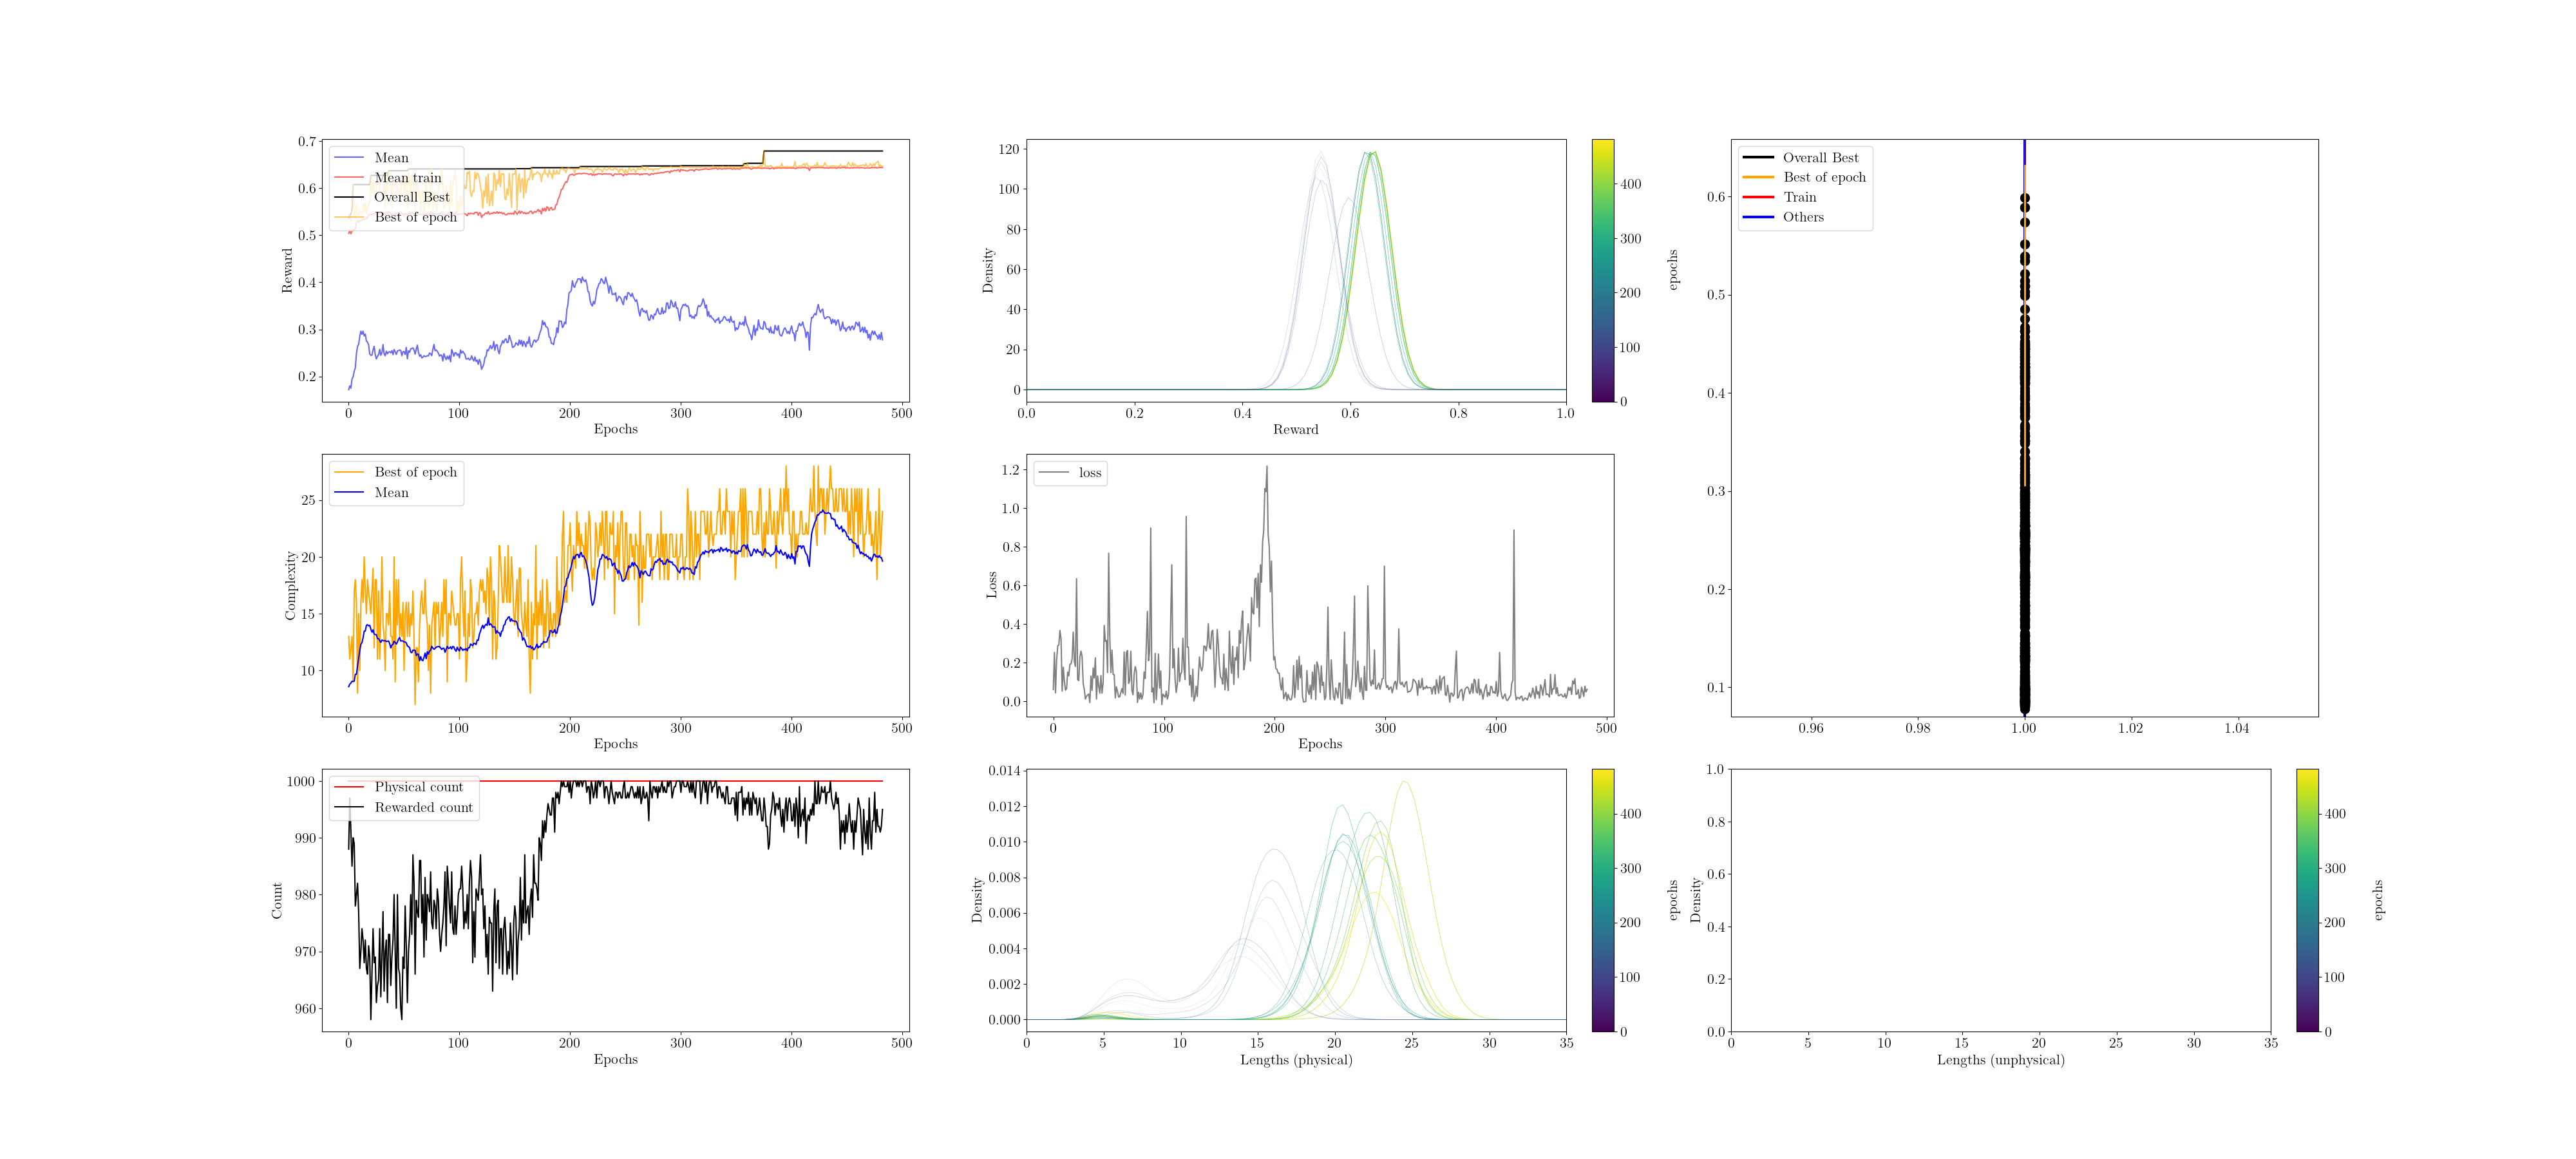 0.7
0.6
0.5
0.4
0.3
0.2
Reward
Mean
Mean train
Overall Best
Best of epoch
0 100 200 300 400 500
Epochs
120
100
80
60
40
20
0
Density
0.0 0.2 0.4 0.6 0.8 1.0
Reward
400
300
200
100
0
epochs
Overall Best
Best of epoch
Train
Others
0.6
0.5
0.4
0.3
0.2
0.1
0.96 0.98 1.00 1.02 1.04
25
20
15
10
Complexity
Best of epoch
Mean
0 100 200 300 400 500
Epochs
1.2
1.0
0.8
0.6
0.4
0.2
0.0
Loss
loss
0 100 200 300 400 500
Epochs
1000
990
980
970
960
Count
Physical count
Rewarded count
0 100 200 300 400 500
Epochs
0.014
0.012
0.010
0.008
0.006
0.004
0.002
0.000
Density
0 5 10 15 20 25 30 35
Lengths (physical)
400
300
200
100
0
epochs
1.0
0.8
0.6
0.4
0.2
0.0
Density
0 5 10 15 20 25 30 35
Lengths (unphysical)
400
300
200
100
0
epochs